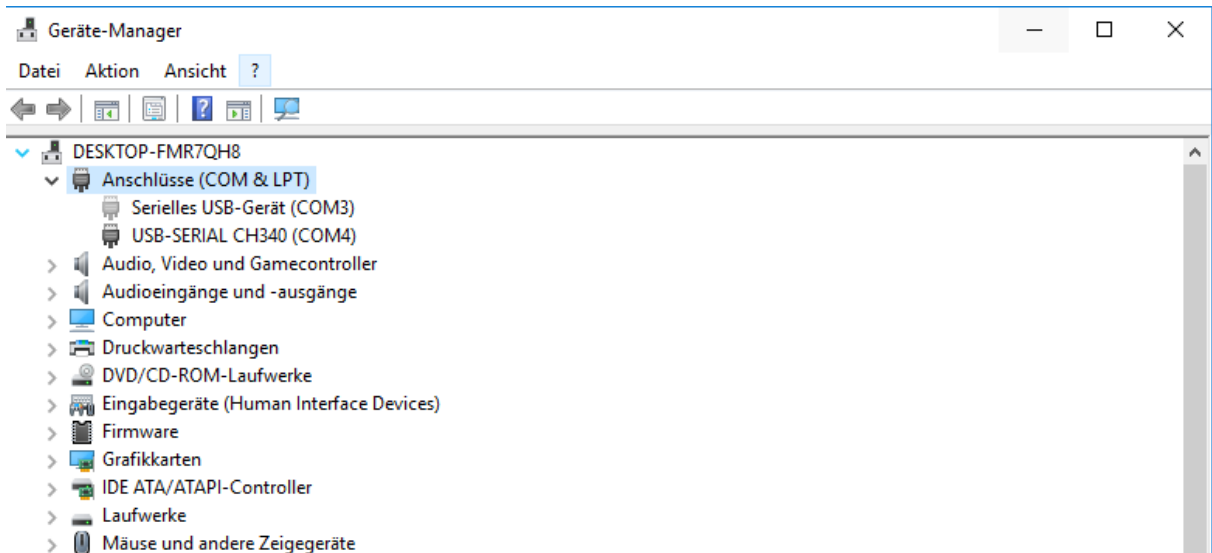 Geräte-Manager
Datei Aktion Ansicht ?
?
DESKTOP-FMR7QH8
Anschlüsse (COM & LPT)
Serielles USB-Gerät (COM3)
USB-SERIAL CH340 (COM4)
Audio, Video und Gamecontroller
Audioeingänge und -ausgänge
Computer
Druckwarteschlangen
DVD/CD-ROM-Laufwerke
Eingabegeräte (Human Interface Devices)
Firmware
Grafikkarten
IDE ATA/ATAPI-Controller
Laufwerke
Mäuse und andere Zeigegeräte